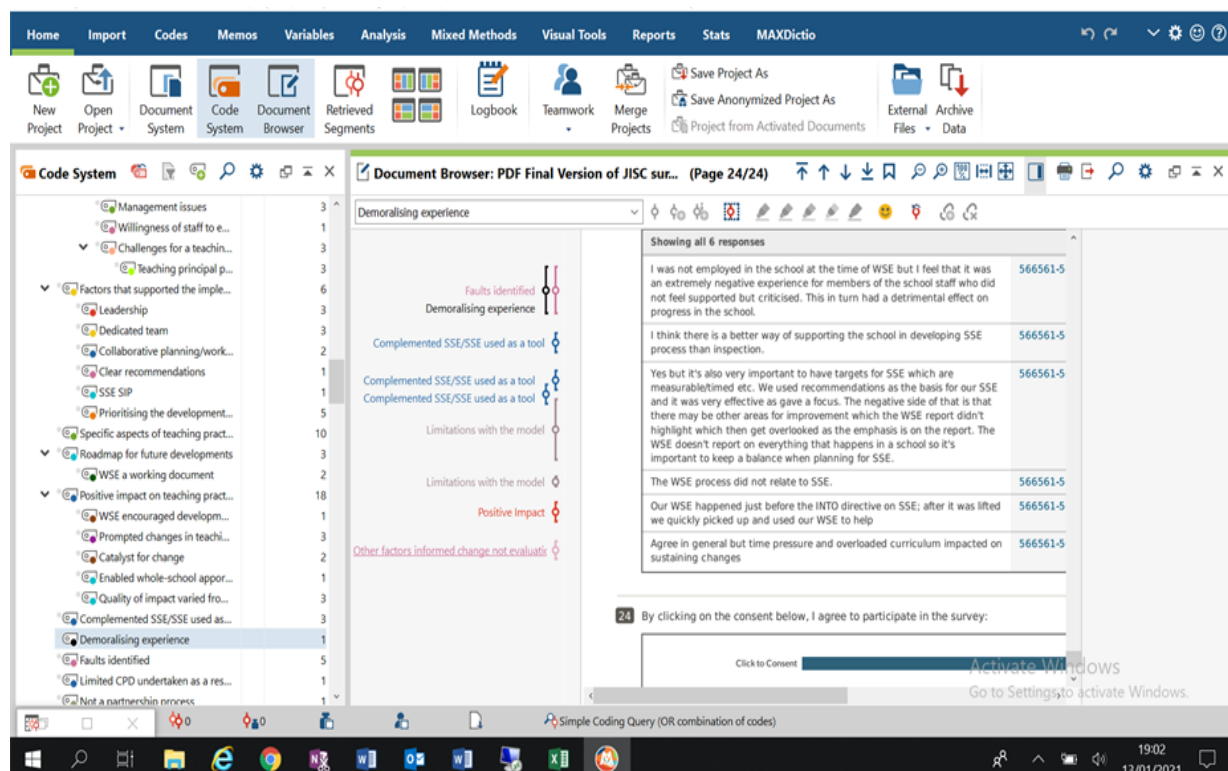 Home Import Codes Memos Variables Analysis Mixed Methods Visual Tools Reports Stats MAXDictio
New Project
Open Project
Document System
Code System
Document Browser
Retrieved Segments
Logbook
Teamwork
Merge Projects
Save Project As
Save Anonymized Project As
Project from Activated Documents
External Files
Archive Data
Code System
Management issues 3
Willingness of staff to e... 1
Challenges for a teachin... 3
Teaching principal p... 3
Factors that supported the imple... 6
Leadership 3
Dedicated team 3
Collaborative planning/work... 2
Clear recommendations 1
SSE SIP 1
Prioritising the development... 5
Specific aspects of teaching pract... 10
Roadmap for future developments 3
WSE a working document 2
Positive impact on teaching pract... 18
WSE encouraged developm... 1
Prompted changes in teachi... 3
Catalyst for change 2
Enabled whole-school appor... 1
Quality of impact varied fro... 3
Complemented SSE/SSE used as... 3
Demoralising experience 1
Faults identified 5
Limited CPD undertaken as a res... 1
Not a partnership process 1
Document Browser: PDF Final Version of JISC sur... (Page 24/24)
Demoralising experience
Faults identified
Demoralising experience
Complemented SSE/SSE used as a tool
Complemented SSE/SSE used as a tool
Complemented SSE/SSE used as a tool
Limitations with the model
Limitations with the model
Positive Impact
Other factors informed change not evaluatic
Showing all 6 responses
I was not employed in the school at the time of WSE but I feel that it was 566561-5
an extremely negative experience for members of the school staff who did
not feel supported but criticised. This in turn had a detrimental effect on
progress in the school.
I think there is a better way of supporting the school in developing SSE 566561-5
process than inspection.
Yes but it's also very important to have targets for SSE which are 566561-5
measurable/timed etc. We used recommendations as the basis for our SSE
and it was very effective as gave a focus. The negative side of that is that
there may be other areas for improvement which the WSE report didn't
highlight which then get overlooked as the emphasis is on the report. The
WSE doesn't report on everything that happens in a school so it's
important to keep a balance when planning for SSE.
The WSE process did not relate to SSE. 566561-5
Our WSE happened just before the INTO directive on SSE; after it was lifted 566561-5
we quickly picked up and used our WSE to help
Agree in general but time pressure and overloaded curriculum impacted on 566561-5
sustaining changes
24 By clicking on the consent below, I agree to participate in the survey:
Click to Consent
Activate Windows
Go to Settings to activate Windows.
0 0 Simple Coding Query (OR combination of codes)
19:02
13/01/2021